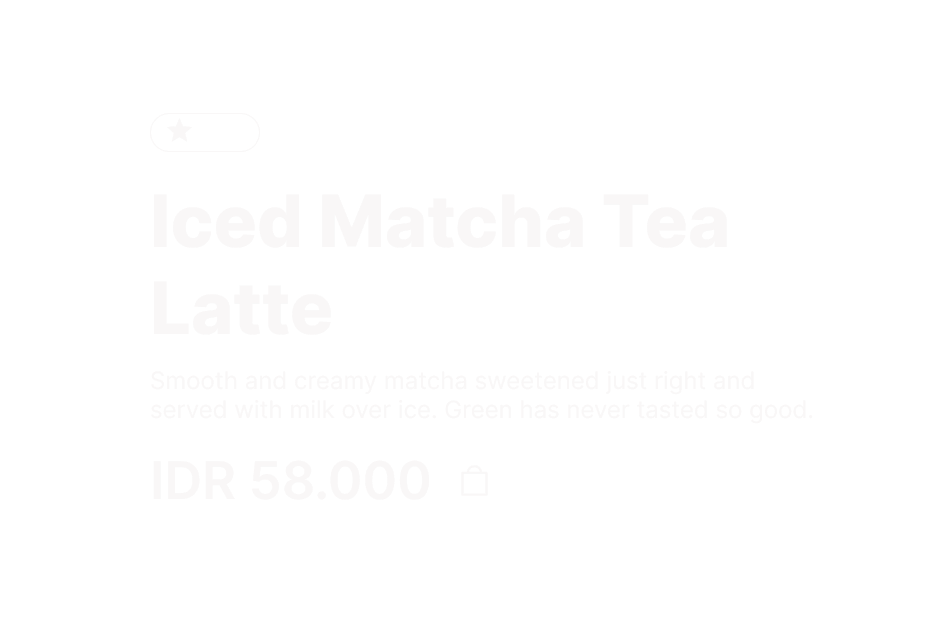 Iced Matcha Tea
Latte
Smooth and creamy matcha sweetened just right and
served with milk over ice. Green has never tasted so good.
IDR 58.000